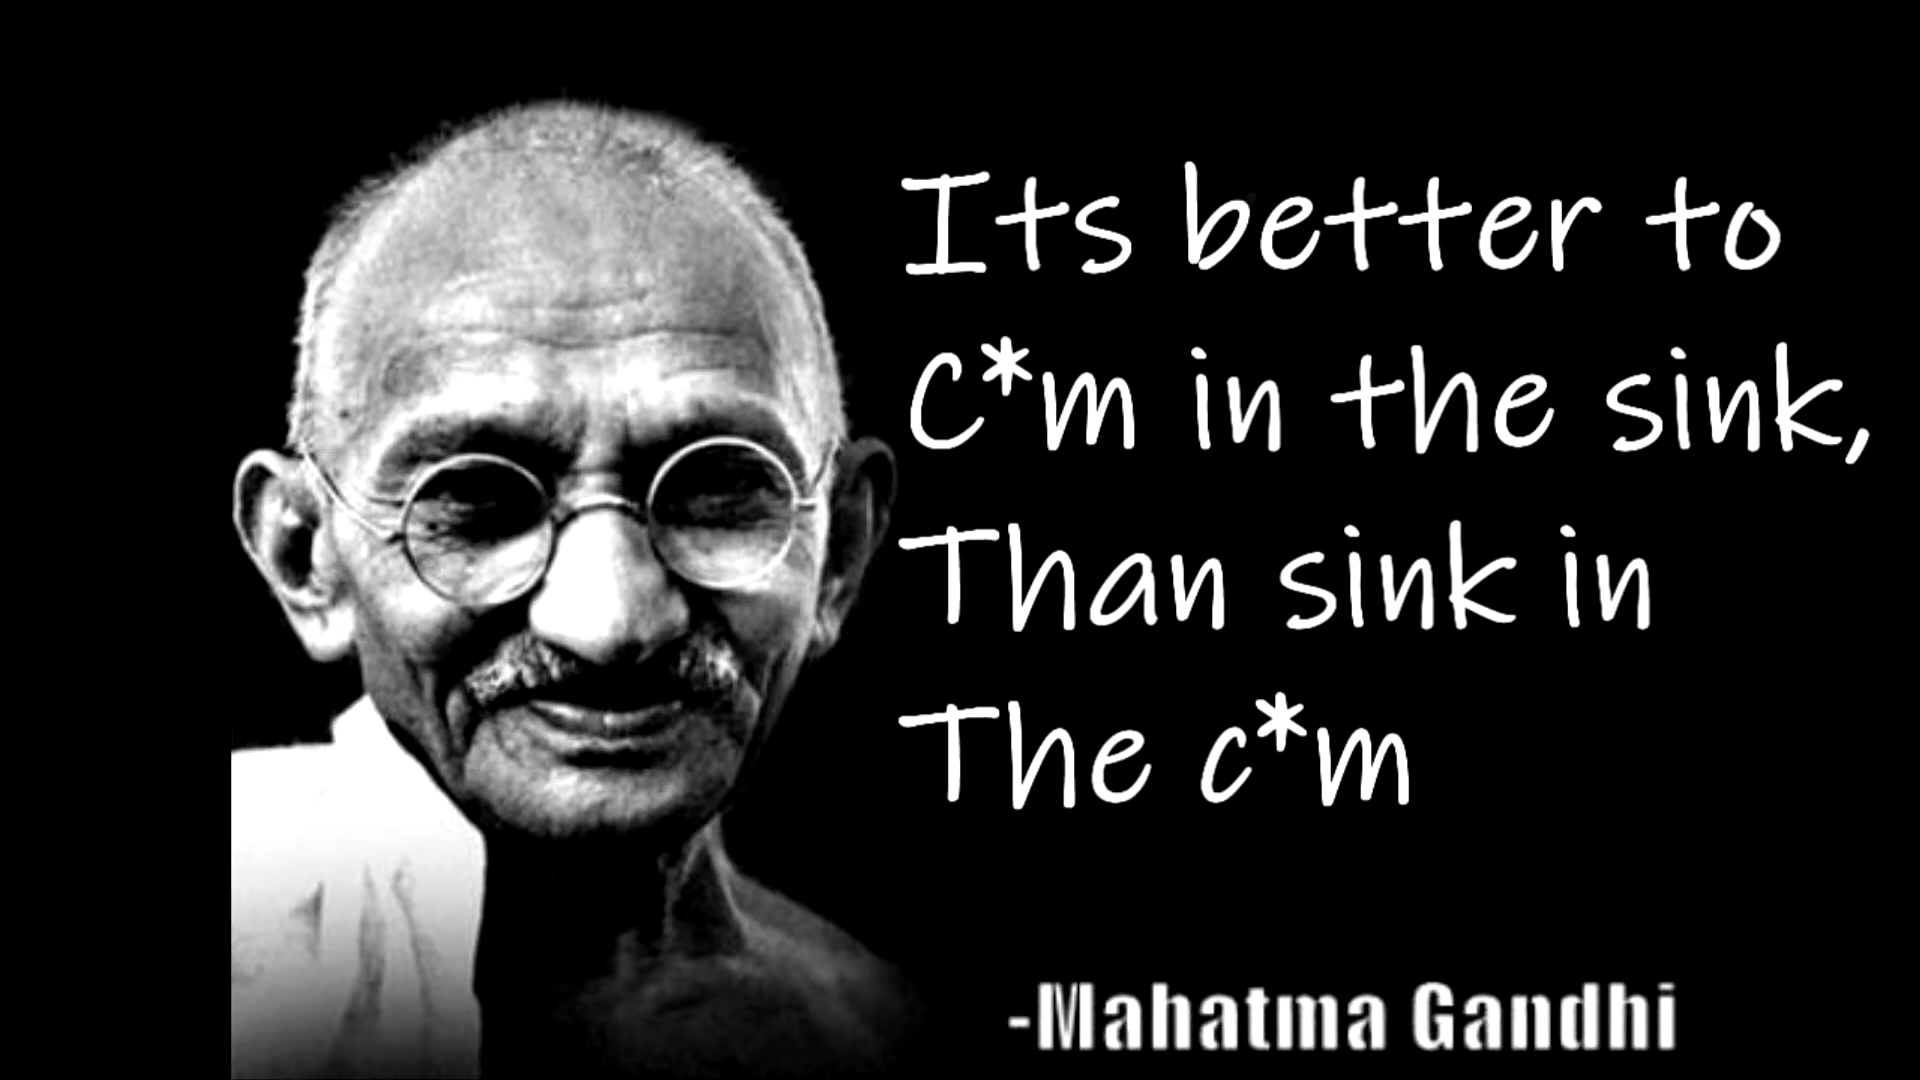 Its better to
C*m in the sink,
Than sink in
The c*m
-Mahatma Gandhi